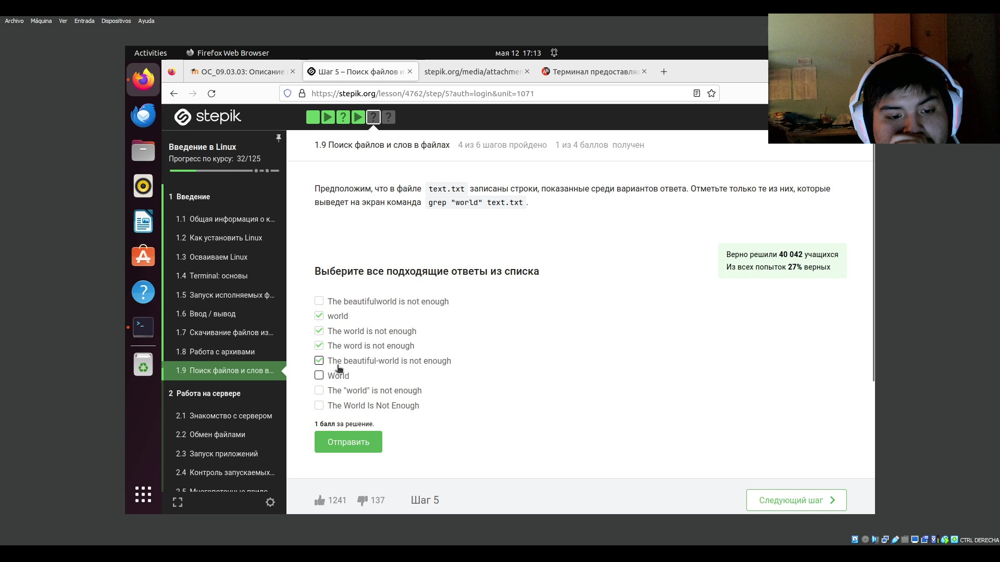 Archivo Máquina Ver Entrada Dispositivos Ayuda
Activities Firefox Web Browser мая 12 17:13
ОС_09.03.03: Описание
Шаг 5 – Поиск файлов и
stepik.org/media/attachmen
Терминал предоставляе
https://stepik.org/lesson/4762/step/5?auth=login&unit=1071
stepik
Введение в Linux
Прогресс по курсу: 32/125
1 Введение
1.1 Общая информация о к...
1.2 Как установить Linux
1.3 Осваиваем Linux
1.4 Terminal: основы
1.5 Запуск исполняемых ф...
1.6 Ввод / вывод
1.7 Скачивание файлов из...
1.8 Работа с архивами
1.9 Поиск файлов и слов в...
2 Работа на сервере
2.1 Знакомство с сервером
2.2 Обмен файлами
2.3 Запуск приложений
2.4 Контроль запускаемых...
1.9 Поиск файлов и слов в файлах 4 из 6 шагов пройдено 1 из 4 баллов получен
Предположим, что в файле text.txt записаны строки, показанные среди вариантов ответа. Отметьте только те из них, которые
выведет на экран команда grep "world" text.txt.
Верно решили 40 042 учащихся
Из всех попыток 27% верных
Выберите все подходящие ответы из списка
The beautifulworld is not enough
world
The world is not enough
The word is not enough
The beautiful-world is not enough
World
The "world" is not enough
The World Is Not Enough
1 балл за решение.
Отправить
1241 137 Шаг 5
Следующий шаг
CTRL DERECHA